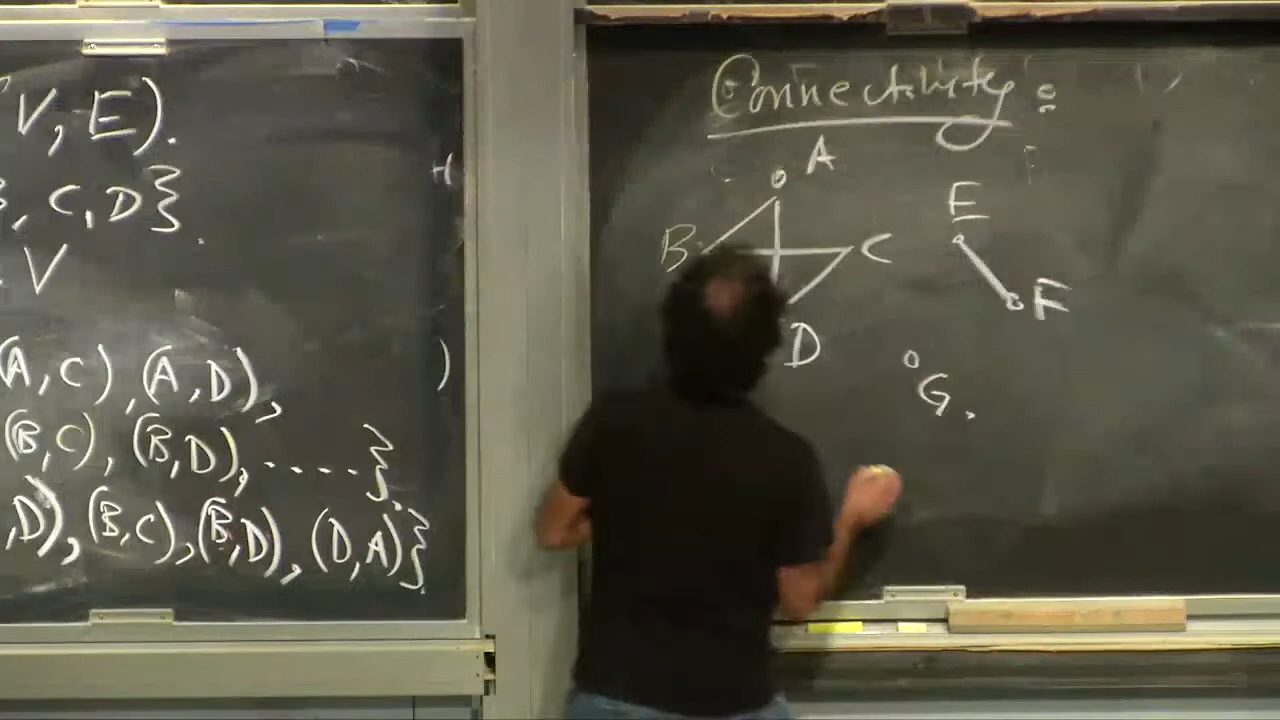 V, E).
, C, D}.
V
(A, C), (A, D),
(B, C), (B, D), .....}.
, D), (B, C), (B, D), (D, A)}.
H
)
Connectivity:
A
B
C
D
E
F
G.